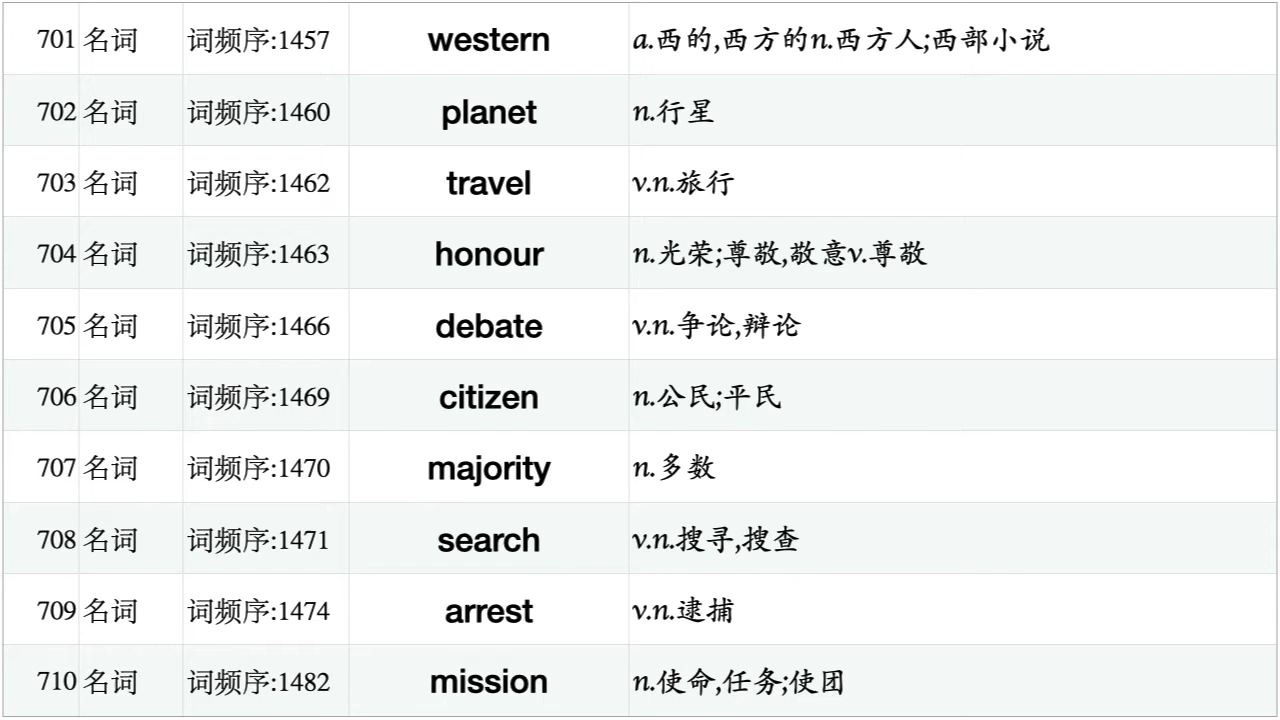 701 名词 词频序:1457 western a.西的,西方的n.西方人;西部小说
702 名词 词频序:1460 planet n.行星
703 名词 词频序:1462 travel v.n.旅行
704 名词 词频序:1463 honour n.光荣;尊敬,敬意v.尊敬
705 名词 词频序:1466 debate v.n.争论,辩论
706 名词 词频序:1469 citizen n.公民;平民
707 名词 词频序:1470 majority n.多数
708 名词 词频序:1471 search v.n.搜寻,搜查
709 名词 词频序:1474 arrest v.n.逮捕
710 名词 词频序:1482 mission n.使命,任务;使团